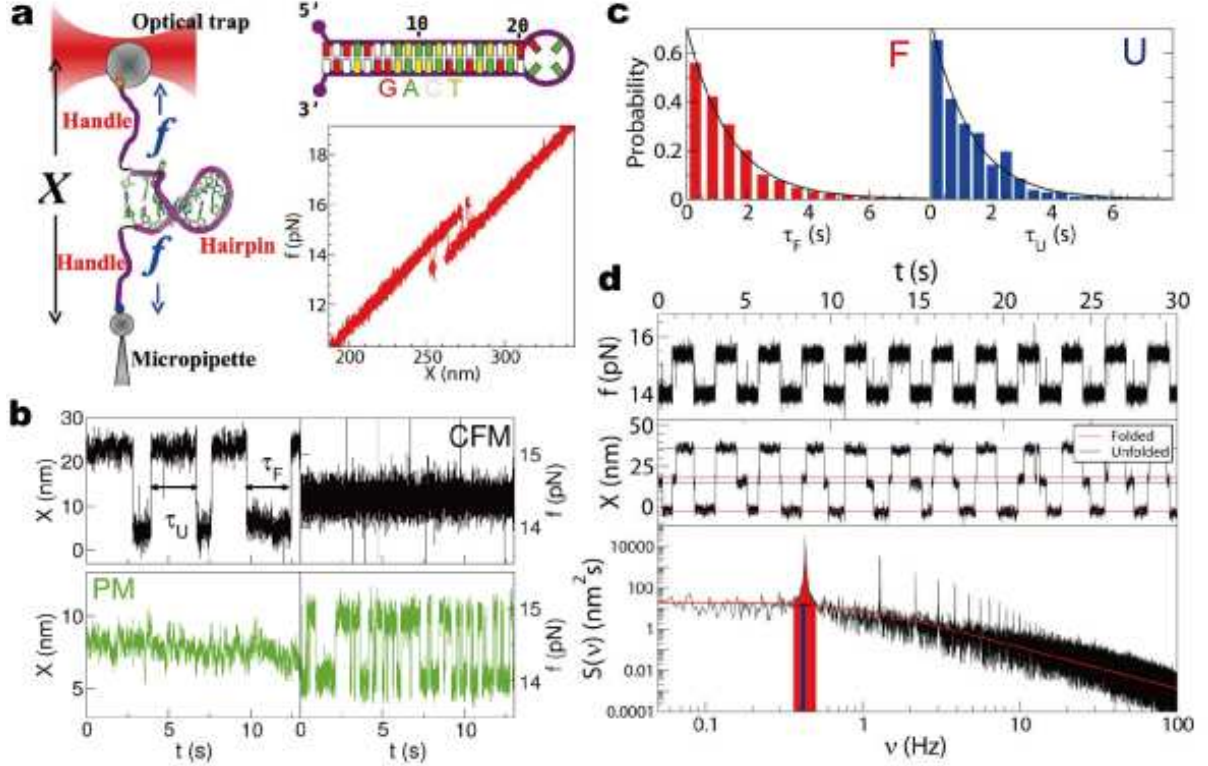 a
Optical trap
Handle
f
X
Hairpin
Handle
f
Micropipette
5'
10
20
3'
G A C T
f (pN)
18
16
14
12
200
250
300
X (nm)
b
X (nm)
30
20
10
0
τU
τF
CFM
15
14
f (pN)
PM
X (nm)
10
5
0
5
10
t (s)
15
14
f (pN)
0
5
10
t (s)
c
Probability
0.6
0.4
0.2
0
F
0
2
4
6
τF (s)
U
0
2
4
6
τU (s)
d
t (s)
0
5
10
15
20
25
30
f (pN)
16
14
X (nm)
50
25
0
Folded
Unfolded
S(ν) (nm²s)
10000
100
1
0.01
0.0001
0.1
1
10
100
ν (Hz)